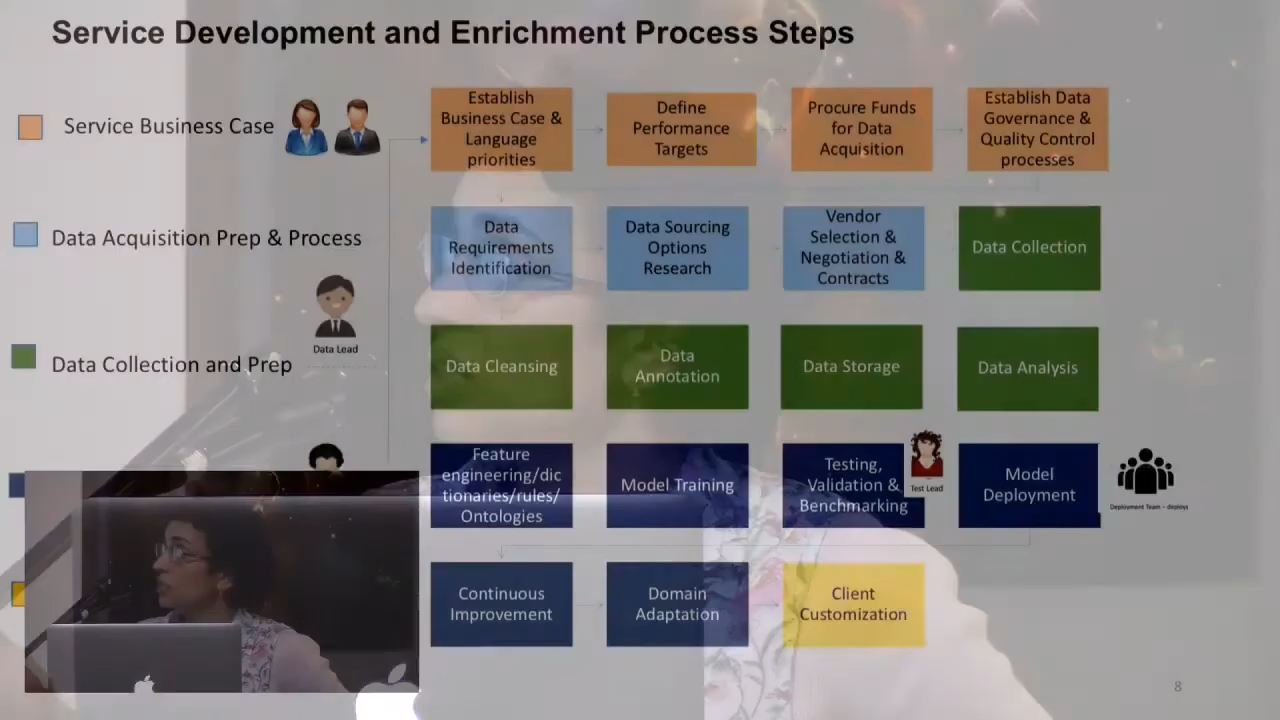 Service Development and Enrichment Process Steps
Service Business Case
Establish
Business Case &
Language
priorities
Define
Performance
Targets
Procure Funds
for Data
Acquisition
Establish Data
Governance &
Quality Control
processes
Data Acquisition Prep & Process
Data
Requirements
Identification
Data Sourcing
Options
Research
Vendor
Selection &
Negotiation &
Contracts
Data Collection
Data Lead
Data Collection and Prep
Data Cleansing
Data
Annotation
Data Storage
Data Analysis
Feature
engineering/dic
tionaries/rules/
Ontologies
Model Training
Testing,
Validation &
Benchmarking
Test Lead
Model
Deployment
Deployment Team – deploys
Continuous
Improvement
Domain
Adaptation
Client
Customization
8